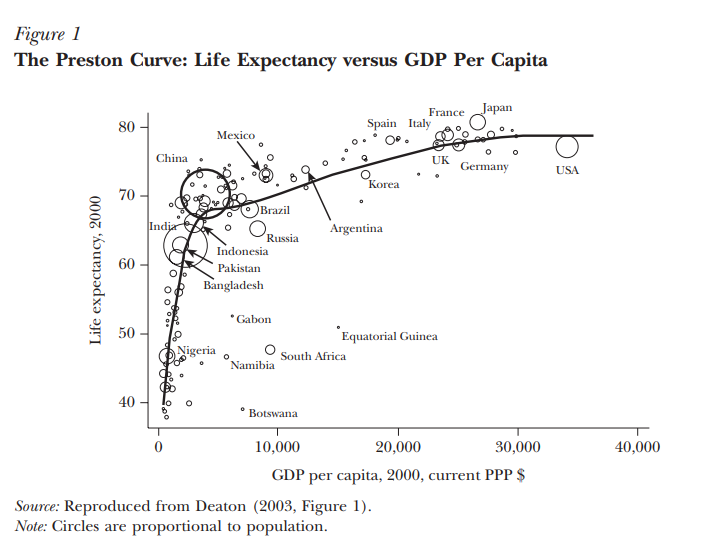 Figure 1
The Preston Curve: Life Expectancy versus GDP Per Capita
Life expectancy, 2000
80
70
60
50
40
Mexico
China
Spain
Italy
France
Japan
UK
Germany
USA
Korea
Argentina
Brazil
Russia
India
Indonesia
Pakistan
Bangladesh
Gabon
Equatorial Guinea
Nigeria
Namibia
South Africa
Botswana
0
10,000
20,000
30,000
40,000
GDP per capita, 2000, current PPP $
Source: Reproduced from Deaton (2003, Figure 1).
Note: Circles are proportional to population.